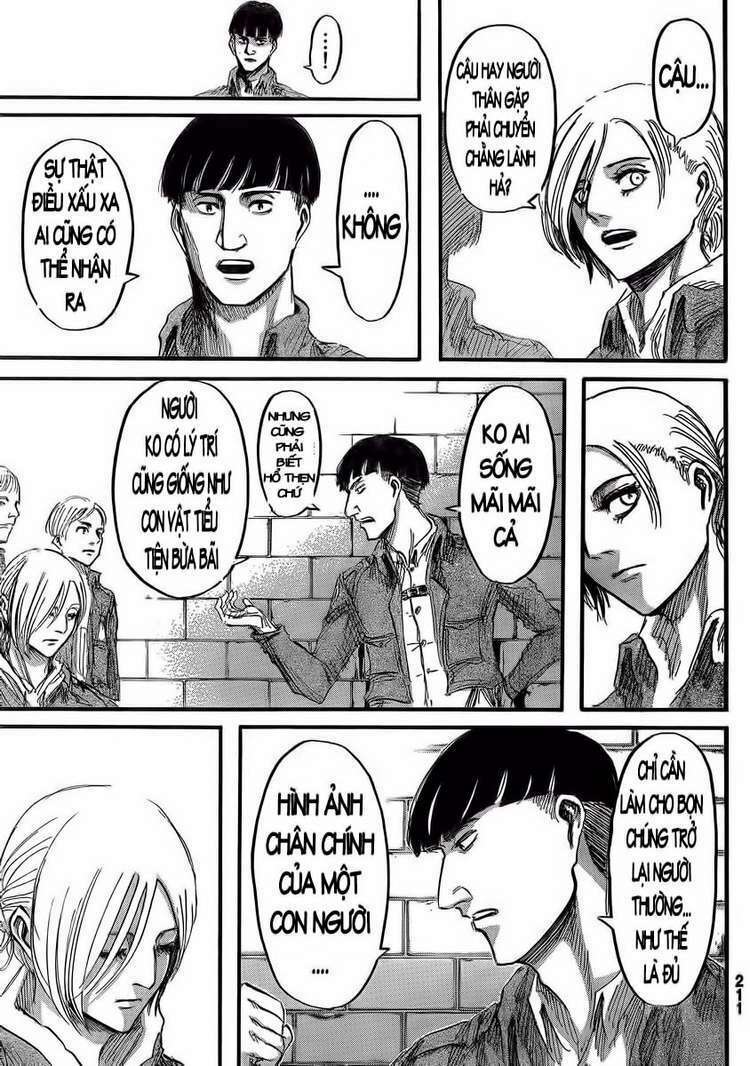 CẬU...
CẬU HAY NGƯỜI
THÂN GẶP
PHẢI CHUYỂN
CHẲNG LÀNH
HẢ?
...!
....
KHÔNG
SỰ THẬT
ĐIỀU XẤU XA
AI CŨNG CÓ
THỂ NHẬN
RA
KO AI
SỐNG
MÃI MÃI
CẢ
NHƯNG
CŨNG
PHẢI
BIẾT
HỔ THẸN
CHỨ
NGƯỜI
KO CÓ LÝ TRÍ
CŨNG GIỐNG NHƯ
CON VẬT TIỂU
TIỆN BỪA BÃI
CHỈ CẦN
LÀM CHO BỌN
CHÚNG TRỞ
LẠI NGƯỜI
THƯỜNG...
NHƯ THẾ
LÀ ĐỦ
HÌNH ẢNH
CHÂN CHÍNH
CỦA MỘT
CON NGƯỜI
....
211